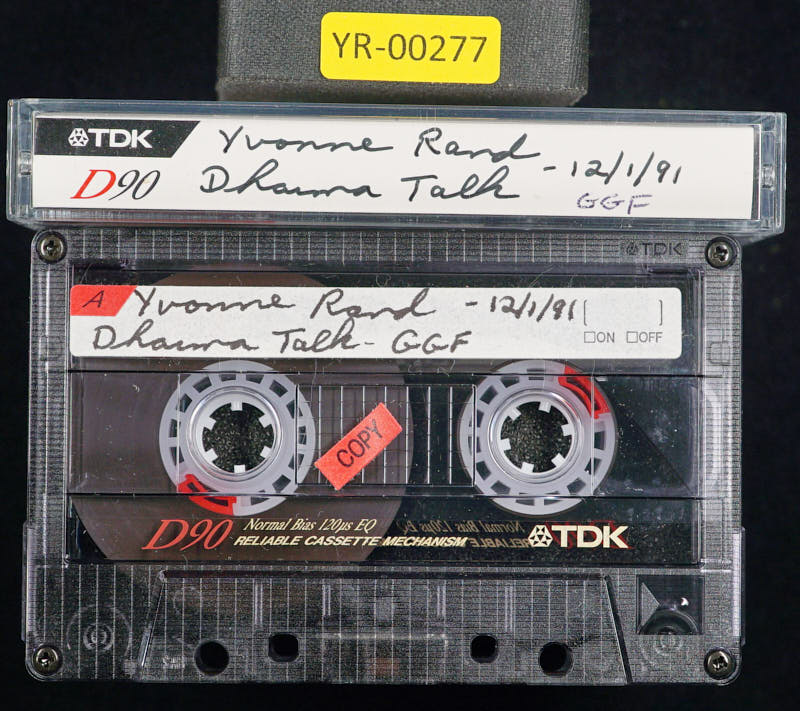 YR-00277
TDK
D90
Yvonne Rand
Dharma Talk - 12/1/91
GGF
TDK
A Yvonne Rand - 12/1/91 [ ]
Dharma Talk - GGF
☐ON ☐OFF
COPY
D90 Normal Bias 120µs EQ
RELIABLE CASSETTE MECHANISM
TDK